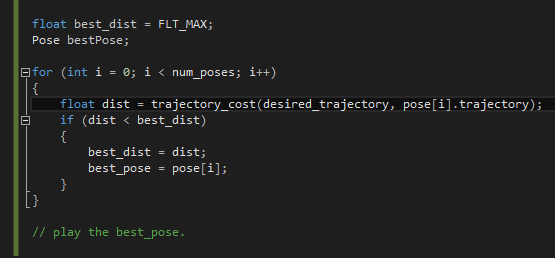 float best_dist = FLT_MAX;
Pose bestPose;
for (int i = 0; i < num_poses; i++)
{
float dist = trajectory_cost(desired_trajectory, pose[i].trajectory);
if (dist < best_dist)
{
best_dist = dist;
best_pose = pose[i];
}
}
// play the best_pose.